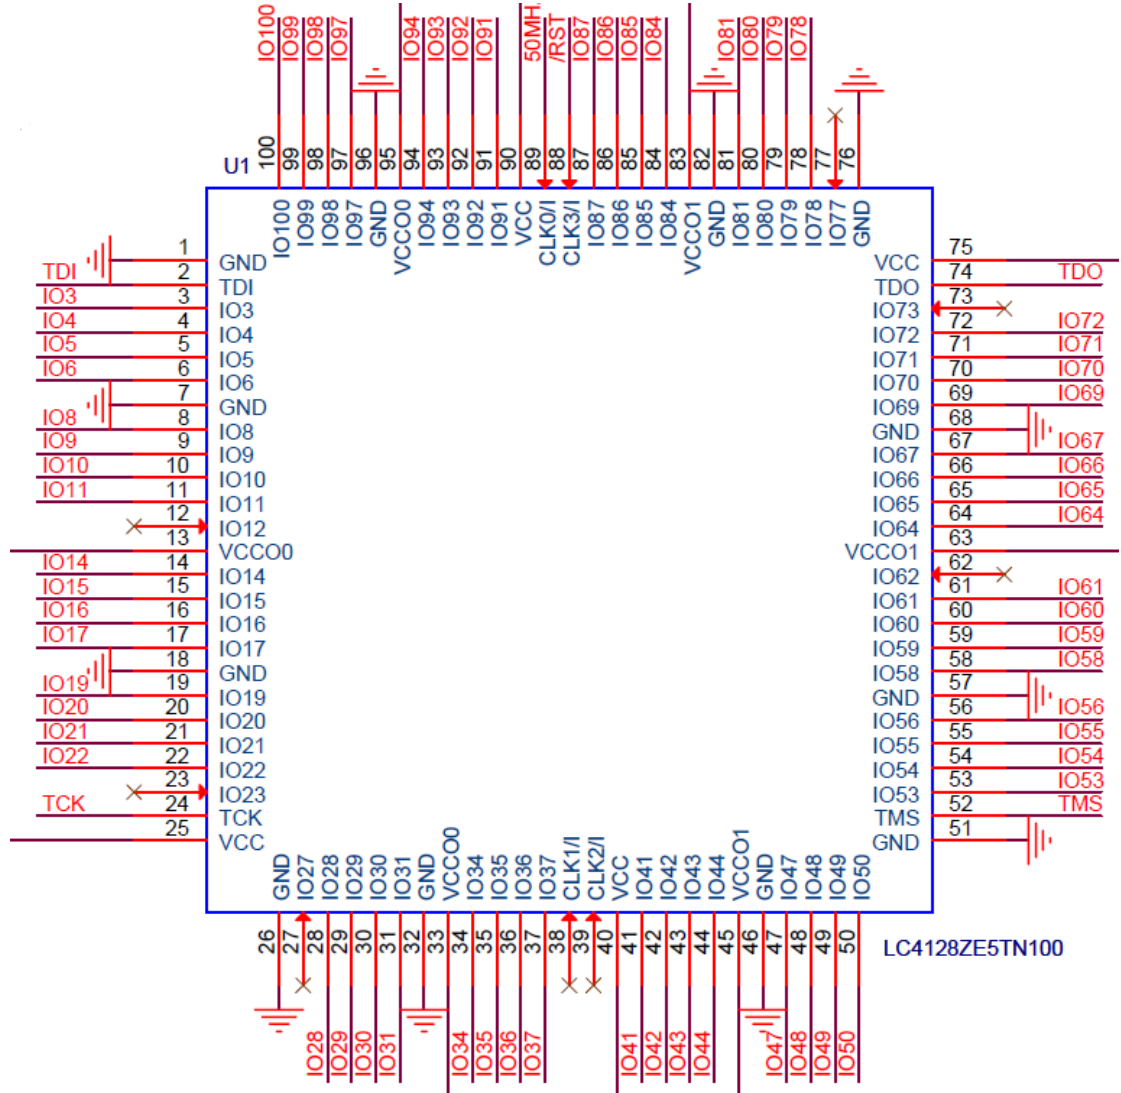 IO100
IO99
IO98
IO97
IO94
IO93
IO92
IO91
50MH
/RST
IO87
IO86
IO85
IO84
IO81
IO80
IO79
IO78
U1
100
99
98
97
96
95
94
93
92
91
90
89
88
87
86
85
84
83
82
81
80
79
78
77
76
IO100
IO99
IO98
IO97
GND
VCCO0
IO94
IO93
IO92
IO91
VCC
CLK0/I
CLK3/I
IO87
IO86
IO85
IO84
VCCO1
GND
IO81
IO80
IO79
IO78
IO77
GND
1 GND
TDI 2 TDI
IO3 3 IO3
IO4 4 IO4
IO5 5 IO5
IO6 6 IO6
7 GND
IO8 8 IO8
IO9 9 IO9
IO10 10 IO10
IO11 11 IO11
12 IO12
13 VCCO0
IO14 14 IO14
IO15 15 IO15
IO16 16 IO16
IO17 17 IO17
18 GND
IO19 19 IO19
IO20 20 IO20
IO21 21 IO21
IO22 22 IO22
23 IO23
TCK 24 TCK
25 VCC
VCC 75
TDO 74 TDO
IO73 73
IO72 72 IO72
IO71 71 IO71
IO70 70 IO70
IO69 69 IO69
GND 68
IO67 67 IO67
IO66 66 IO66
IO65 65 IO65
IO64 64 IO64
VCCO1 63
IO62 62
IO61 61 IO61
IO60 60 IO60
IO59 59 IO59
IO58 58 IO58
GND 57
IO56 56 IO56
IO55 55 IO55
IO54 54 IO54
IO53 53 IO53
TMS 52 TMS
GND 51
GND
IO27
IO28
IO29
IO30
IO31
GND
VCCO0
IO34
IO35
IO36
IO37
CLK1/I
CLK2/I
VCC
IO41
IO42
IO43
IO44
VCCO1
GND
IO47
IO48
IO49
IO50
26
27
28
29
30
31
32
33
34
35
36
37
38
39
40
41
42
43
44
45
46
47
48
49
50
LC4128ZE5TN100
IO28
IO29
IO30
IO31
IO34
IO35
IO36
IO37
IO41
IO42
IO43
IO44
IO47
IO48
IO49
IO50